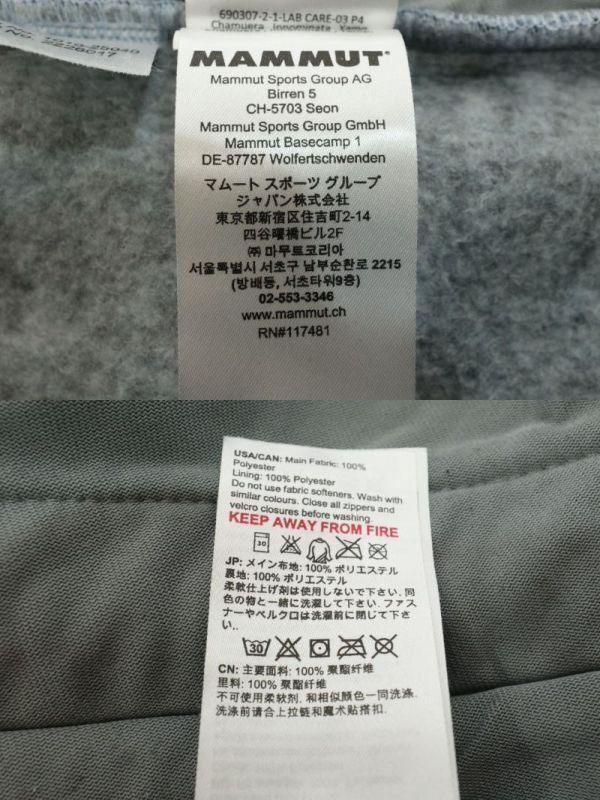 690307-2-1-LAB CARE-03 P4
Chamuera, Innominata, Yampa
MAMMUT
Mammut Sports Group AG
Birren 5
CH-5703 Seon
Mammut Sports Group GmbH
Mammut Basecamp 1
DE-87787 Wolfertschwenden
マムート スポーツ グループ
ジャパン株式会社
東京都新宿区住吉町2-14
四谷曙橋ビル2F
㈜ 마무트코리아
서울특별시 서초구 남부순환로 2215
(방배동, 서초타워9층)
02-553-3346
www.mammut.ch
RN#117481
USA/CAN: Main Fabric: 100%
Polyester
Lining: 100% Polyester
Do not use fabric softeners. Wash with
similar colours. Close all zippers and
velcro closures before washing.
KEEP AWAY FROM FIRE
30
JP: メイン布地: 100% ポリエステル
裏地: 100% ポリエステル
柔軟仕上げ剤は使用しないで下さい. 同
色の物と一緒に洗濯して下さい. ファス
ナーやベルクロは洗濯前に閉じて下さ
い..
30
CN: 主要面料: 100% 聚酯纤维
里料: 100% 聚酯纤维
不可使用柔软剂. 和相似颜色一同洗涤.
洗涤前请合上拉链和魔术贴搭扣.